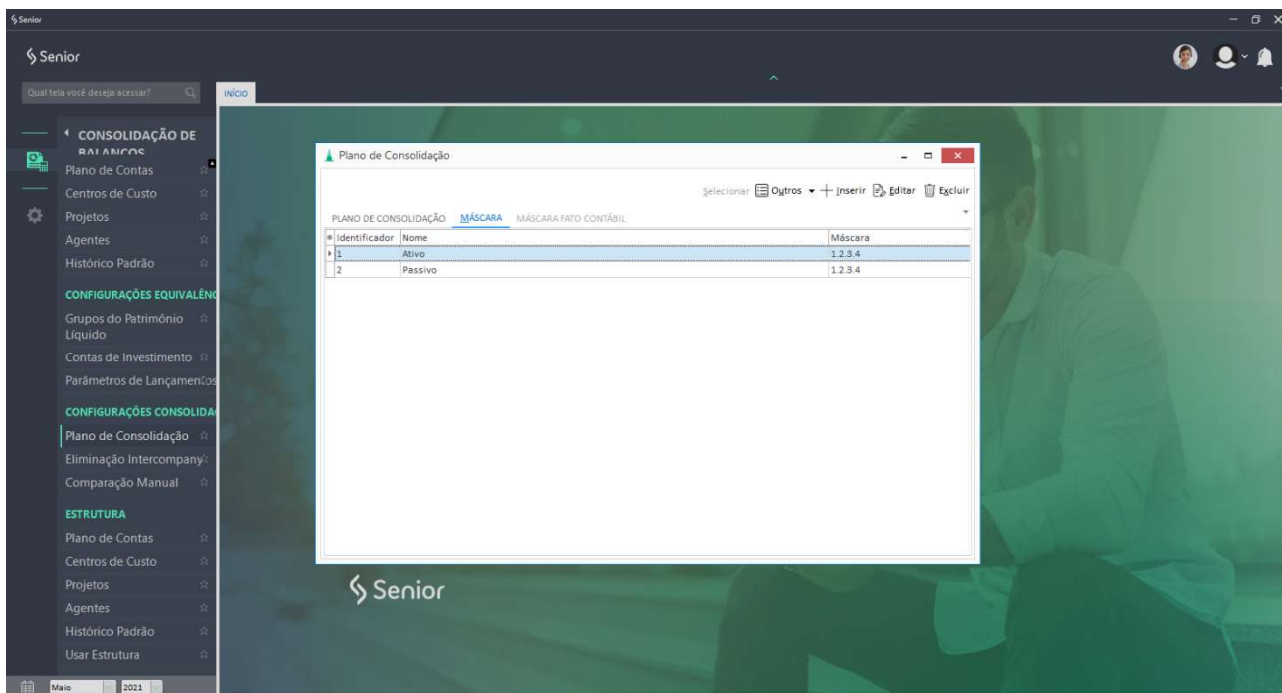 Senior
Senior
Qual tela você deseja acessar?
INÍCIO
CONSOLIDAÇÃO DE
BALANÇOS
Plano de Contas
Centros de Custo
Projetos
Agentes
Histórico Padrão
CONFIGURAÇÕES EQUIVALÊNC
Grupos do Patrimônio
Líquido
Contas de Investimento
Parâmetros de Lançamentos
CONFIGURAÇÕES CONSOLIDA
Plano de Consolidação
Eliminação Intercompany
Comparação Manual
ESTRUTURA
Plano de Contas
Centros de Custo
Projetos
Agentes
Histórico Padrão
Usar Estrutura
Maio 2021
Plano de Consolidação
Selecionar Outros Inserir Editar Excluir
PLANO DE CONSOLIDAÇÃO MÁSCARA MÁSCARA FATO CONTÁBIL
Identificador Nome Máscara
1 Ativo 1.2.3.4
2 Passivo 1.2.3.4
Senior